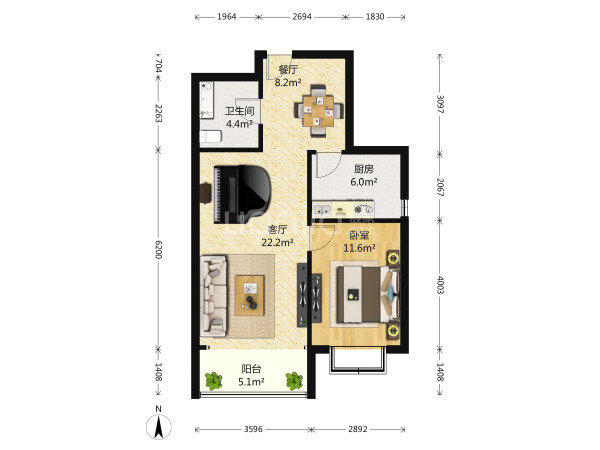 1964 2694 1830
704
餐厅
8.2m²
3097
2263
卫生间
4.4m²
厨房
6.0m²
2067
客厅
22.2m²
卧室
11.6m²
6200
4003
阳台
5.1m²
1408
1408
N
3596 2892